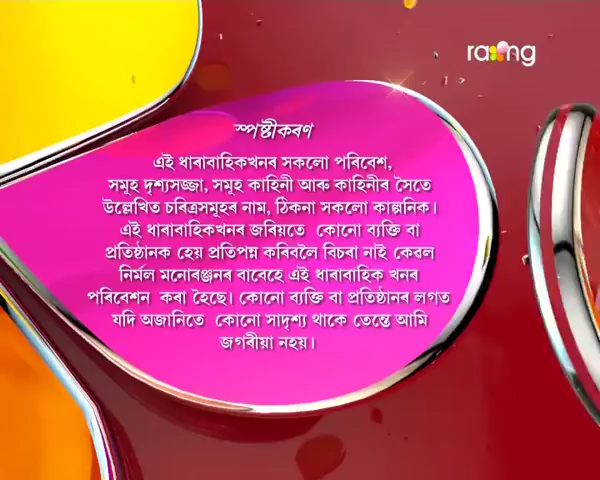 rang
স্পষ্টীকৰণ
এই ধাৰাবাহিকখনৰ সকলো পৰিবেশ,
সমূহ দৃশ্যসজ্জা, সমূহ কাহিনী আৰু কাহিনীৰ সৈতে
উল্লেখিত চৰিত্ৰসমূহৰ নাম, ঠিকনা সকলো কাল্পনিক।
এই ধাৰাবাহিকখনৰ জৰিয়তে কোনো ব্যক্তি বা
প্ৰতিষ্ঠানক হেয় প্ৰতিপন্ন কৰিবলৈ বিচৰা নাই কেৱল
নিৰ্মল মনোৰঞ্জনৰ বাবেহে এই ধাৰাবাহিক খনৰ
পৰিবেশন কৰা হৈছে। কোনো ব্যক্তি বা প্ৰতিষ্ঠানৰ লগত
যদি অজানিতে কোনো সাদৃশ্য থাকে তেন্তে আমি
জগৰীয়া নহয়।